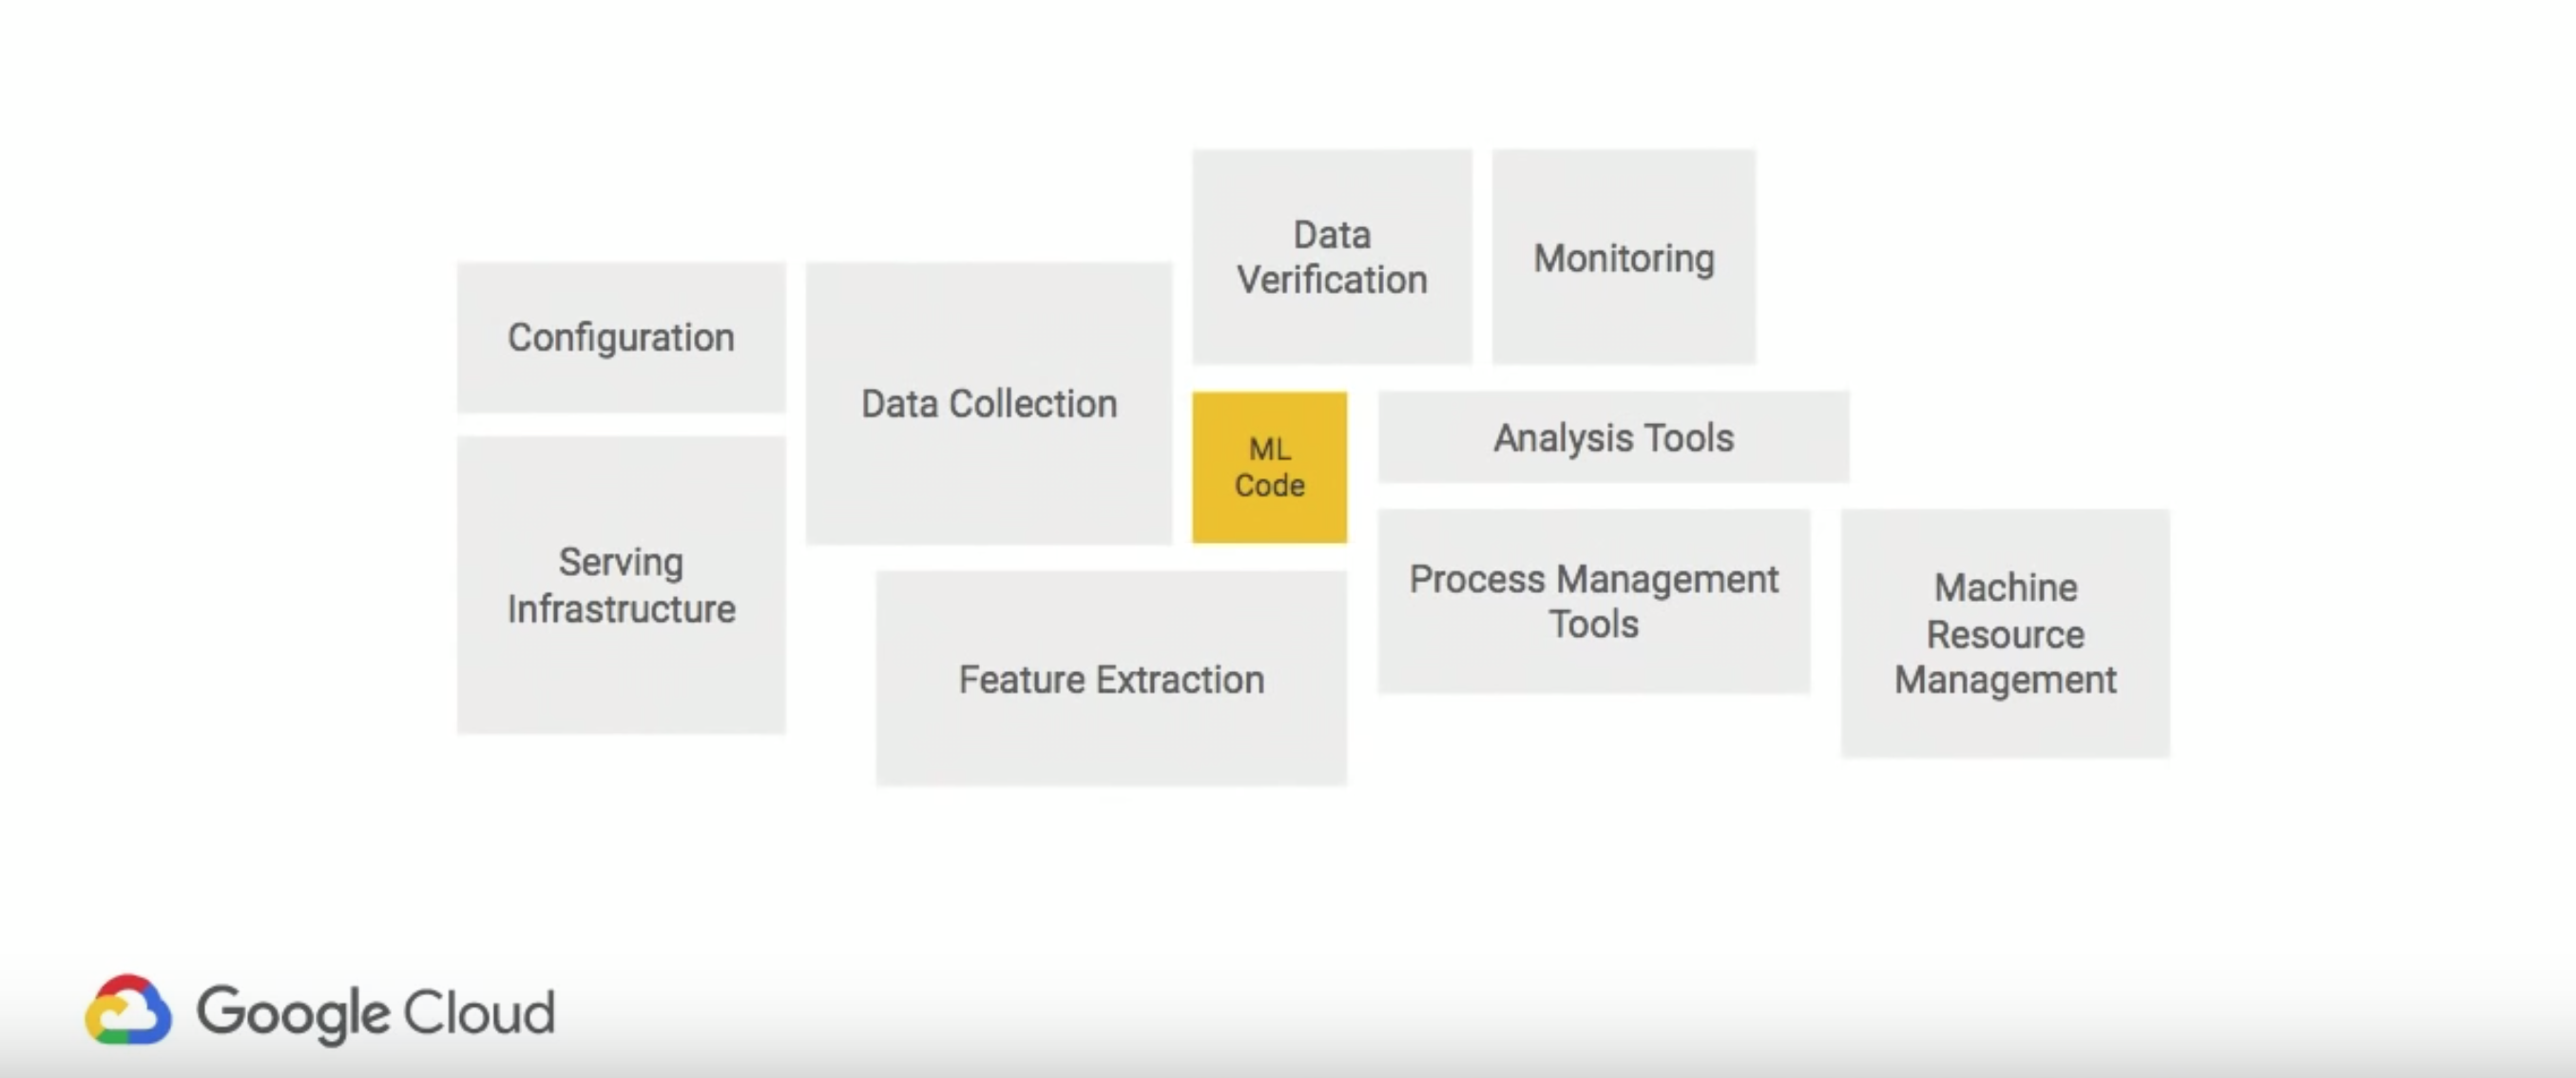 Data
Verification
Monitoring
Configuration
Data Collection
ML
Code
Analysis Tools
Serving
Infrastructure
Feature Extraction
Process Management
Tools
Machine
Resource
Management
Google Cloud